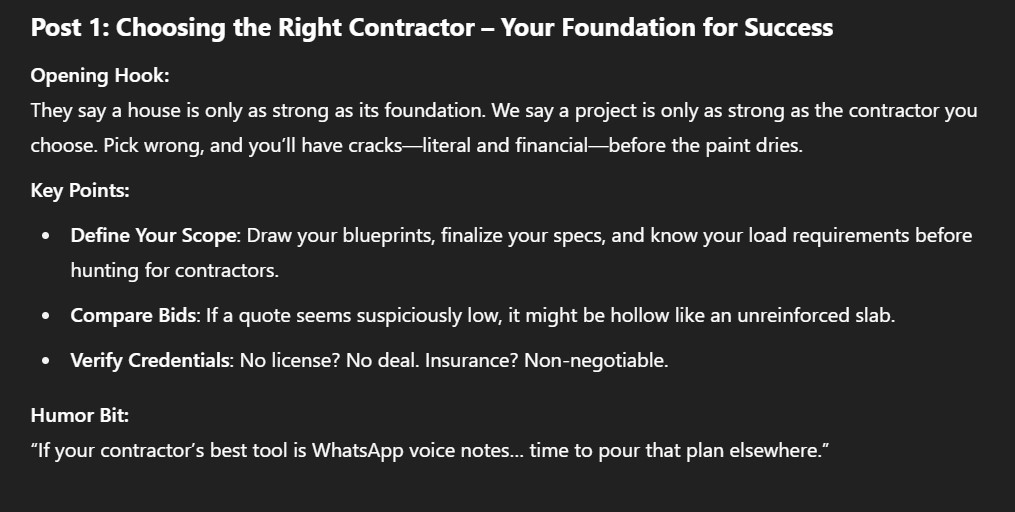 Post 1: Choosing the Right Contractor – Your Foundation for Success
Opening Hook:
They say a house is only as strong as its foundation. We say a project is only as strong as the contractor you
choose. Pick wrong, and you’ll have cracks—literal and financial—before the paint dries.
Key Points:
• Define Your Scope: Draw your blueprints, finalize your specs, and know your load requirements before
hunting for contractors.
• Compare Bids: If a quote seems suspiciously low, it might be hollow like an unreinforced slab.
• Verify Credentials: No license? No deal. Insurance? Non-negotiable.
Humor Bit:
“If your contractor’s best tool is WhatsApp voice notes… time to pour that plan elsewhere.”